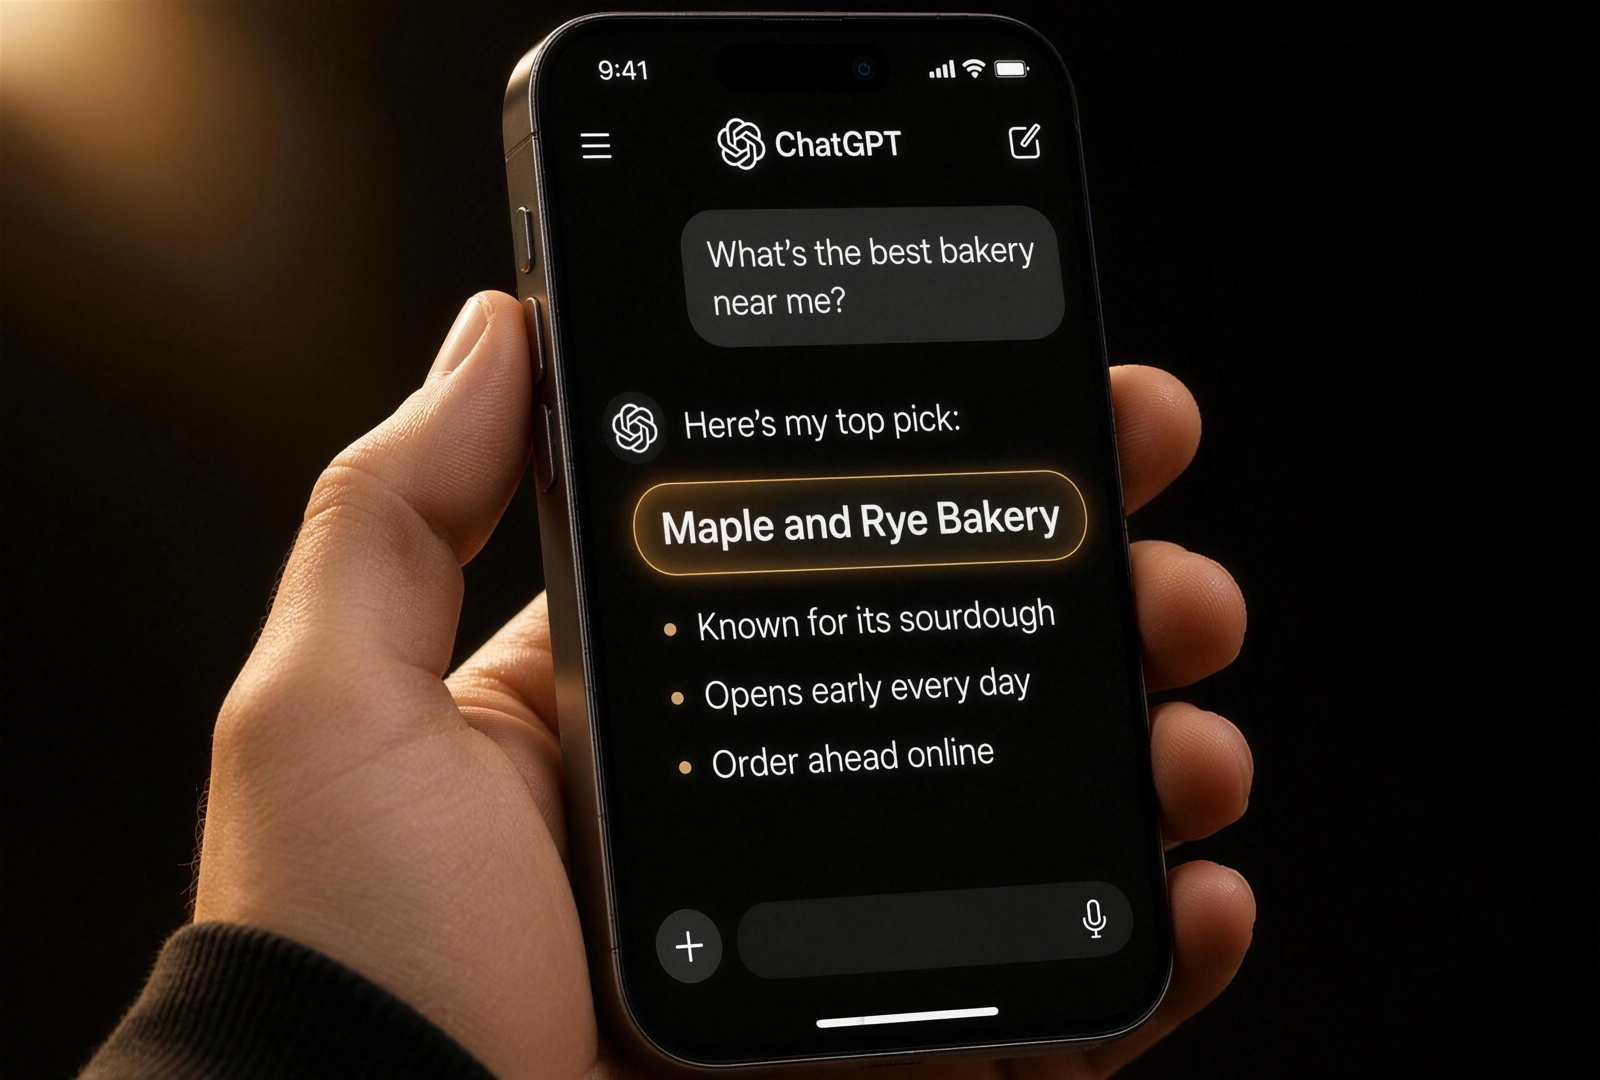 9:41
ChatGPT
What's the best bakery
near me?
Here's my top pick:
Maple and Rye Bakery
• Known for its sourdough
• Opens early every day
• Order ahead online